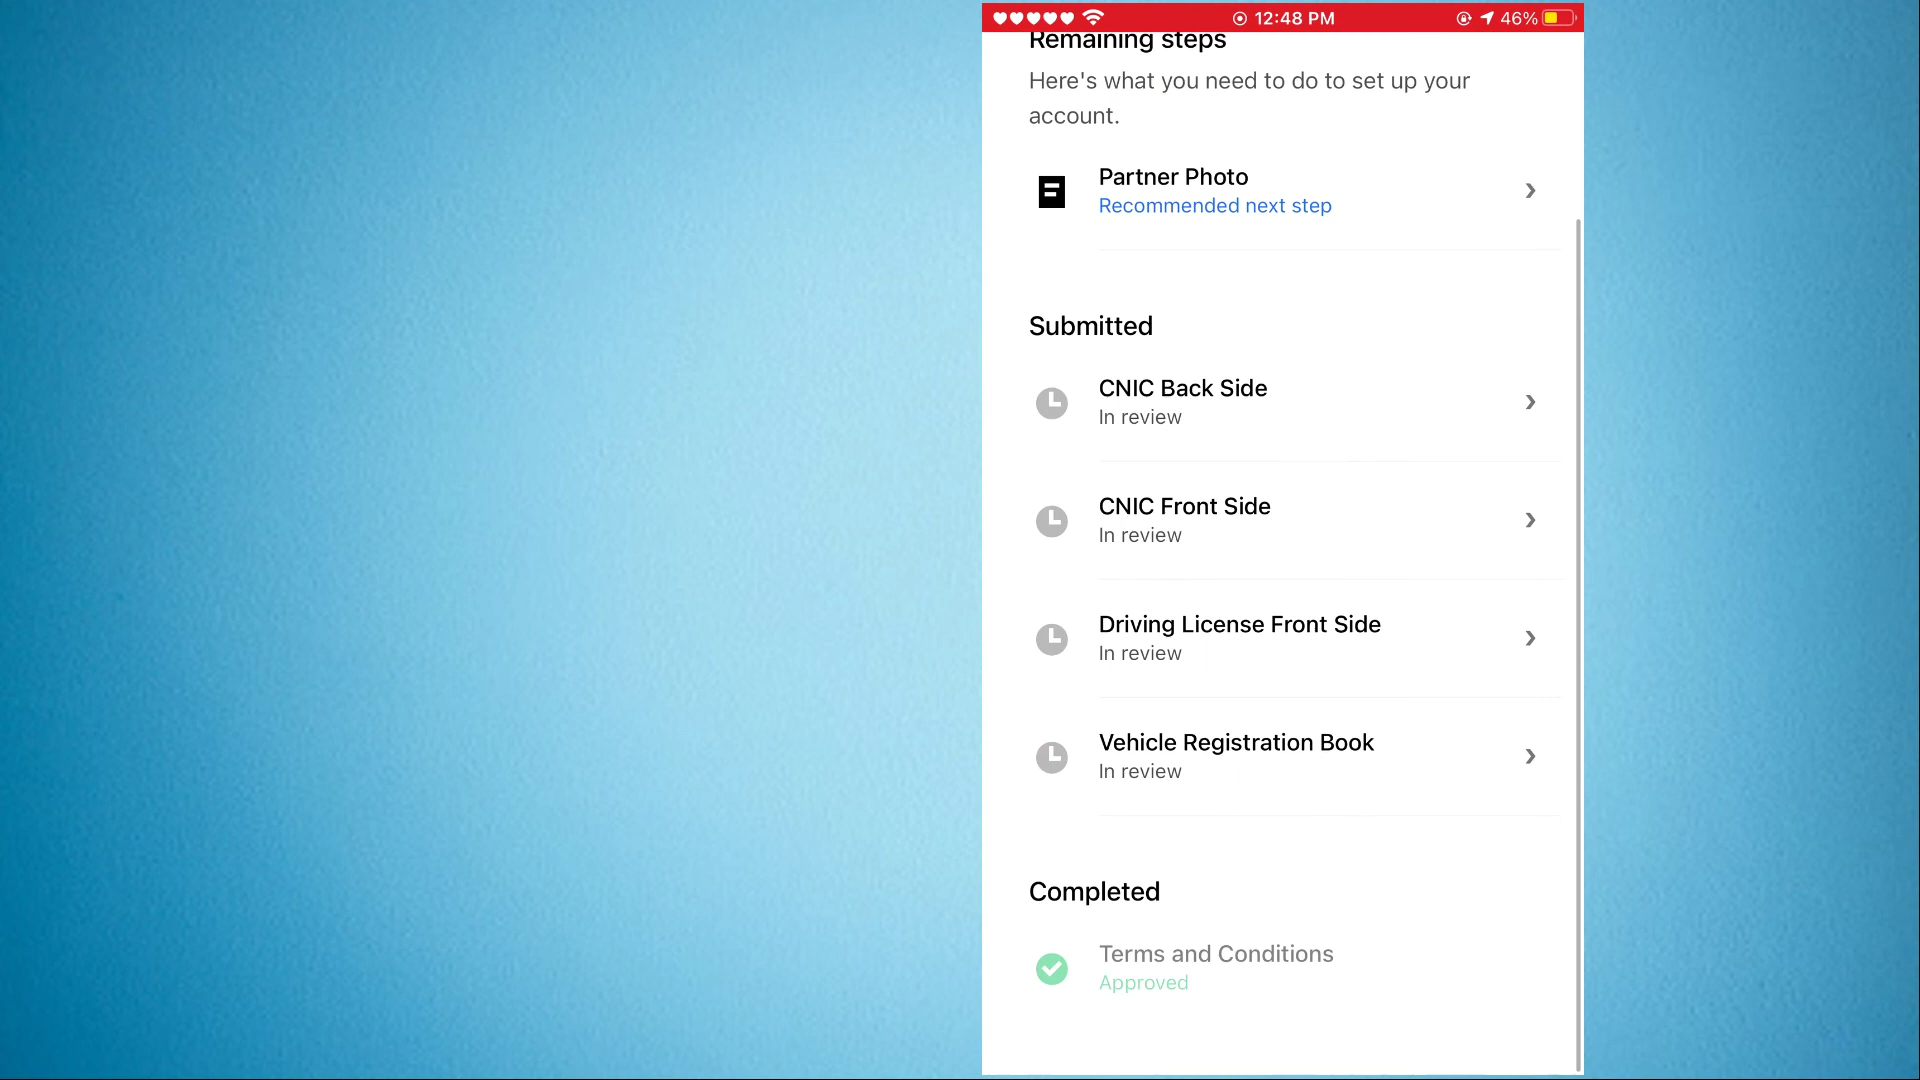 12:48 PM
46%
Remaining steps
Here's what you need to do to set up your
account.
Partner Photo
Recommended next step
Submitted
CNIC Back Side
In review
CNIC Front Side
In review
Driving License Front Side
In review
Vehicle Registration Book
In review
Completed
Terms and Conditions
Approved